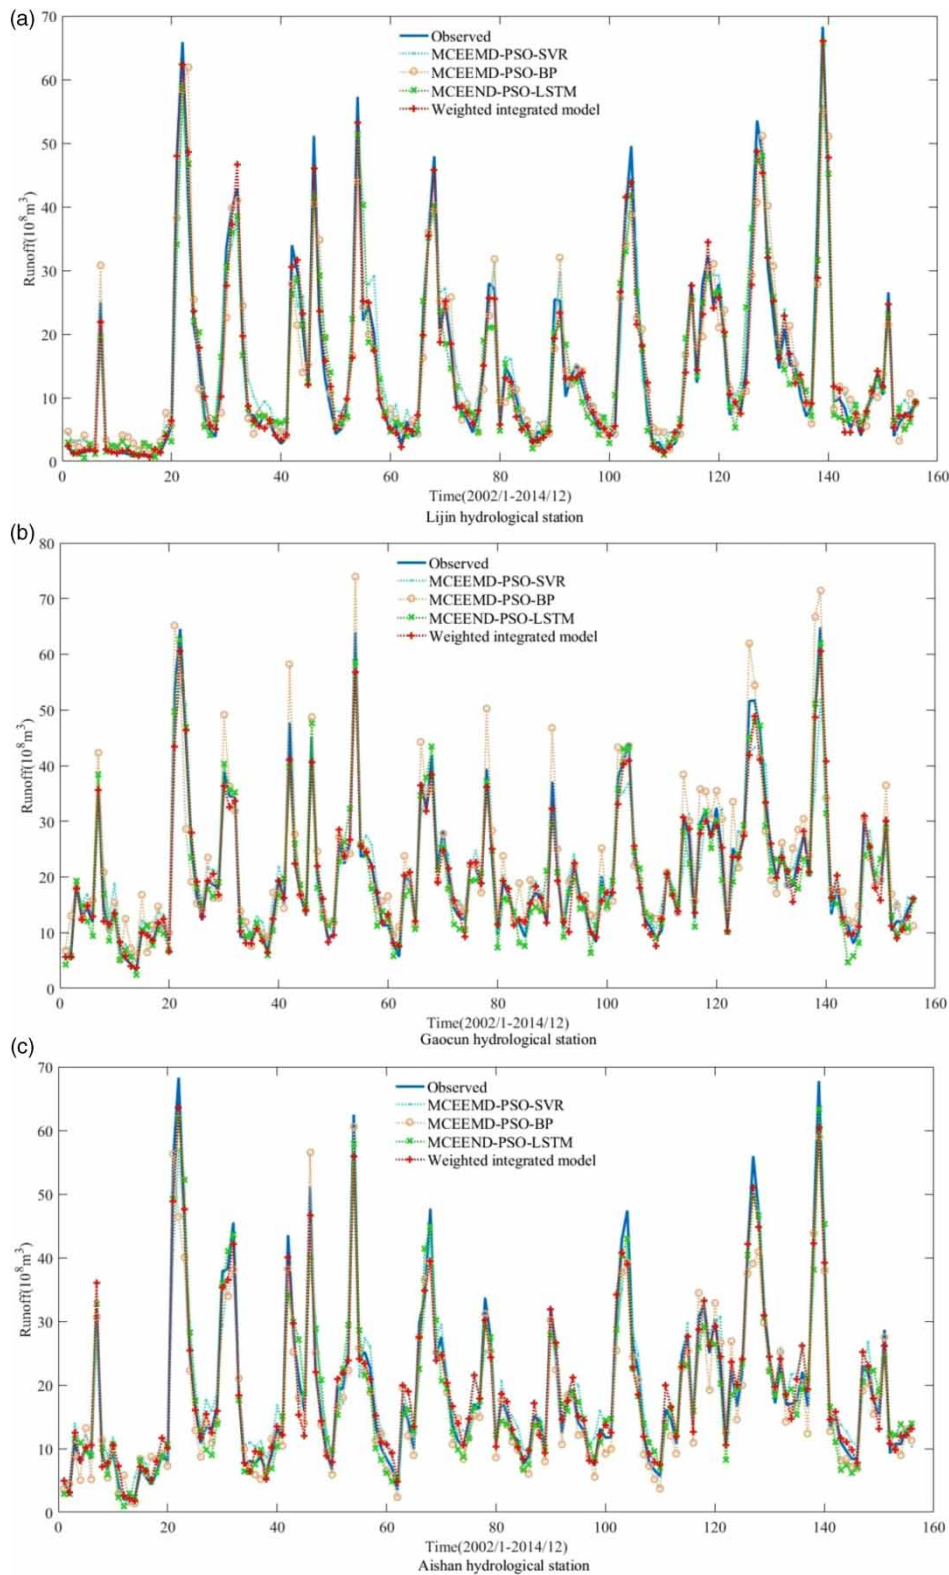 (a)
70
60
50
40
30
20
10
0
Runoff(10⁸m³)
Observed
MCEEMD-PSO-SVR
MCEEMD-PSO-BP
MCEEND-PSO-LSTM
Weighted integrated model
0 20 40 60 80 100 120 140 160
Time(2002/1-2014/12)
Lijin hydrological station
(b)
80
70
60
50
40
30
20
10
0
Runoff(10⁸m³)
Observed
MCEEMD-PSO-SVR
MCEEMD-PSO-BP
MCEEND-PSO-LSTM
Weighted integrated model
0 20 40 60 80 100 120 140 160
Time(2002/1-2014/12)
Gaocun hydrological station
(c)
70
60
50
40
30
20
10
0
Runoff(10⁸m³)
Observed
MCEEMD-PSO-SVR
MCEEMD-PSO-BP
MCEEND-PSO-LSTM
Weighted integrated model
0 20 40 60 80 100 120 140 160
Time(2002/1-2014/12)
Aishan hydrological station